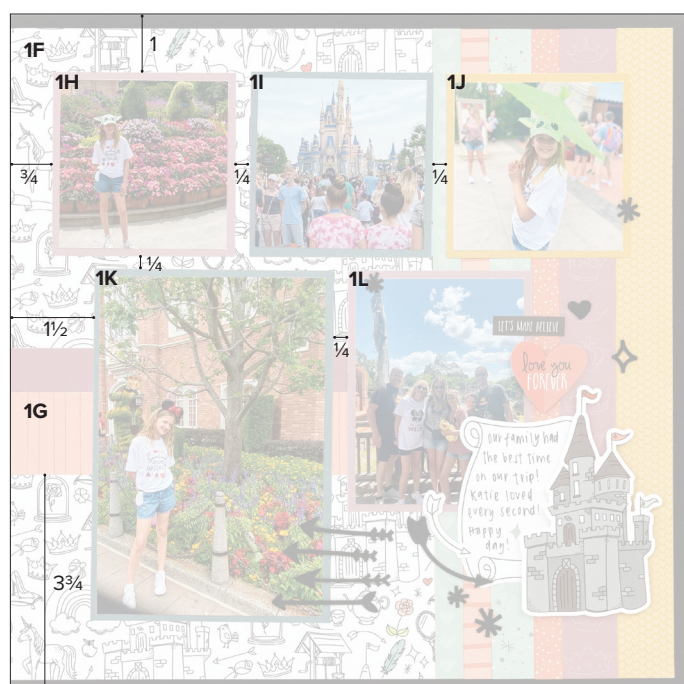 1F
1
1H
1I
1J
¾
¼
¼
¼
1K
1L
1½
¼
LET'S MAKE BELIEVE
love you
FOREVER
1G
our family had
the best time
on our trip!
Katie loved
every second!
Happy
day!
3¾